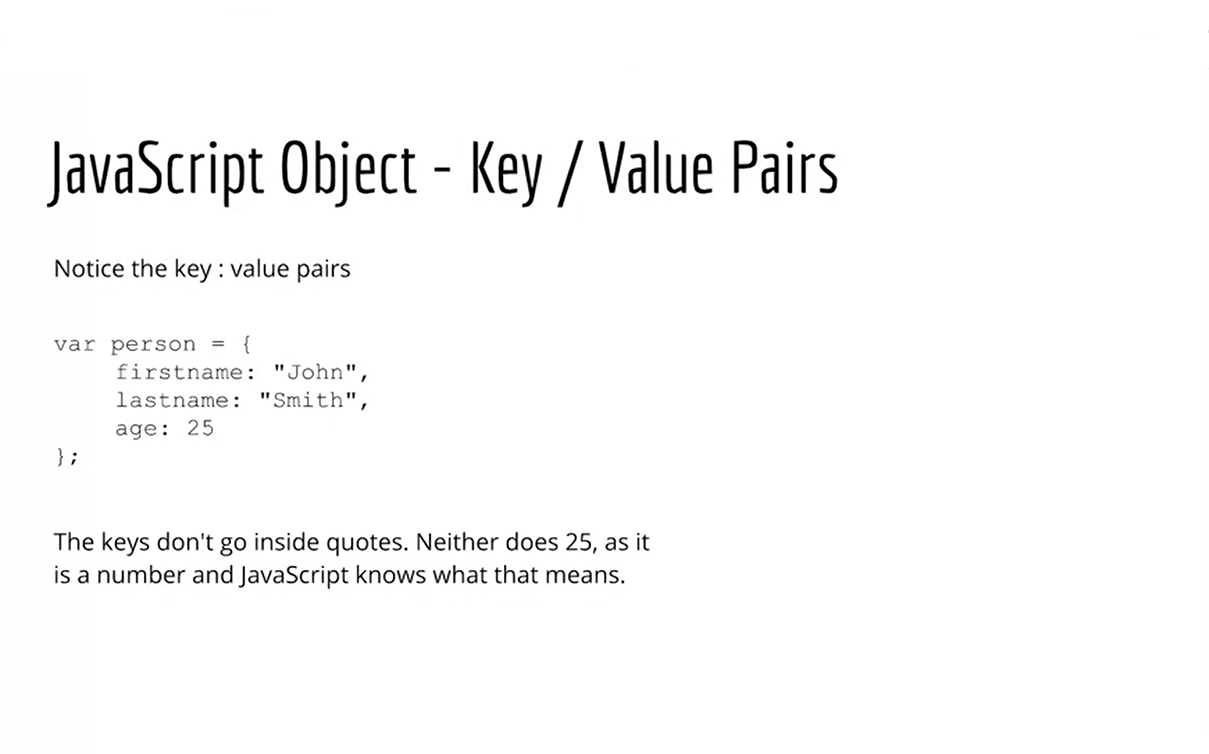 JavaScript Object - Key / Value Pairs
Notice the key : value pairs
var person = {
firstname: "John",
lastname: "Smith",
age: 25
};
The keys don't go inside quotes. Neither does 25, as it
is a number and JavaScript knows what that means.